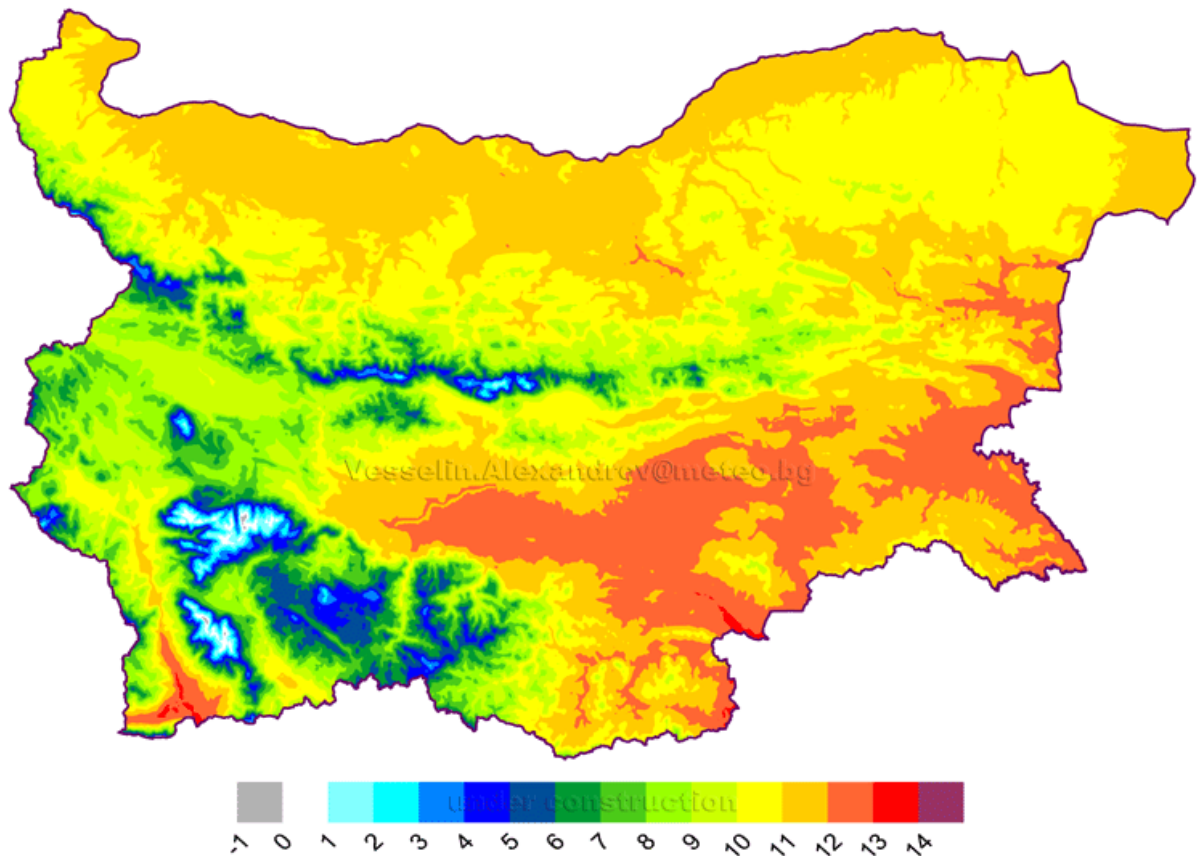 Vesselin.Alexandrov@meteo.bg
under construction
-1 0 1 2 3 4 5 6 7 8 9 10 11 12 13 14